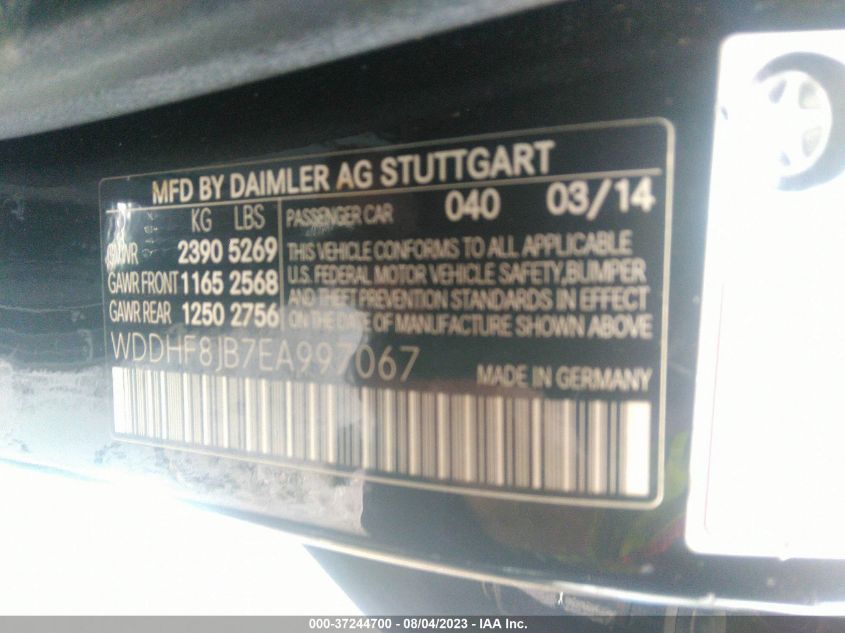 MFD BY DAIMLER AG STUTTGART
KG LBS
GVWR 2390 5269
GAWR FRONT 1165 2568
GAWR REAR 1250 2756
PASSENGER CAR 040 03/14
THIS VEHICLE CONFORMS TO ALL APPLICABLE
U.S. FEDERAL MOTOR VEHICLE SAFETY, BUMPER
AND THEFT PREVENTION STANDARDS IN EFFECT
ON THE DATE OF MANUFACTURE SHOWN ABOVE
WDDHF8JB7EA997067
MADE IN GERMANY
000-37244700 - 08/04/2023 - IAA Inc.